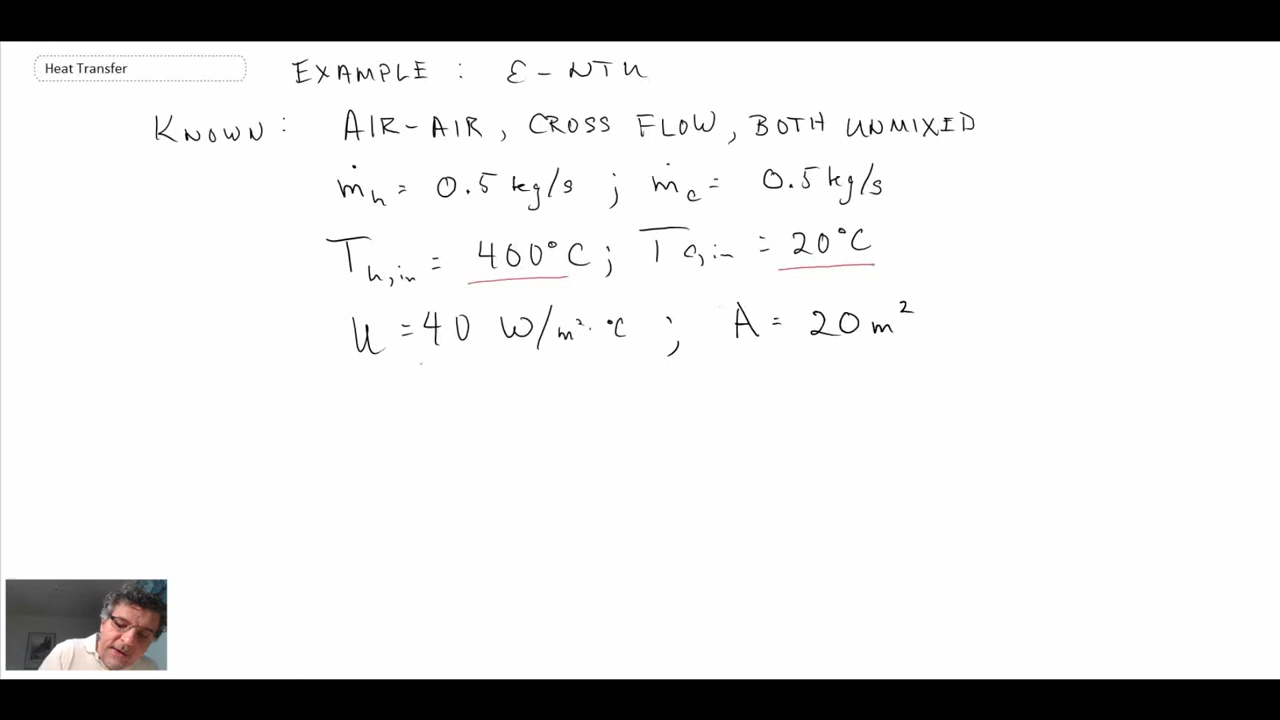 Heat Transfer
EXAMPLE : ε - NTU
KNOWN : AIR-AIR, CROSS FLOW, BOTH UNMIXED
ṁh = 0.5 kg/s ; ṁc = 0.5 kg/s
Th,in = 400°C ; Tc,in = 20°C
U = 40 W/m²·°C ; A = 20 m²